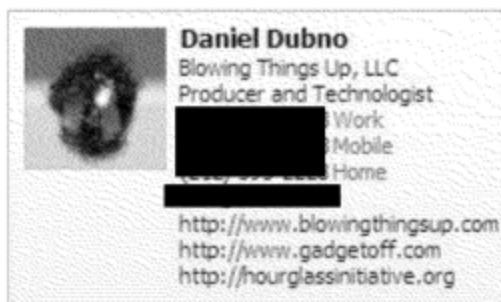 Daniel Dubno
Blowing Things Up, LLC
Producer and Technologist
Work
Mobile
Home
http://www.blowingthingsup.com
http://www.gadgetoff.com
http://hourglassinitiative.org